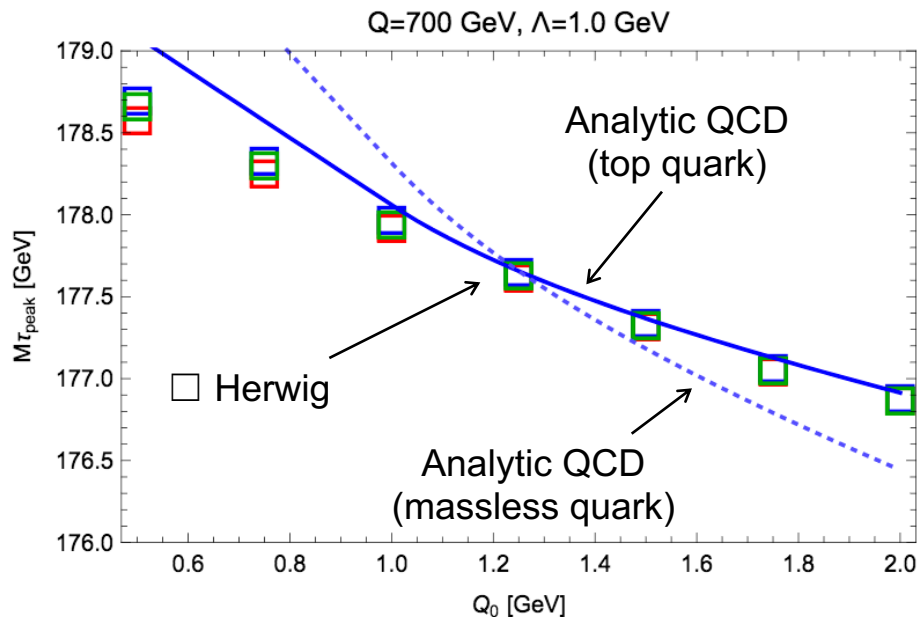 Q=700 GeV, Λ=1.0 GeV
179.0
178.5
178.0
177.5
177.0
176.5
176.0
Mτpeak [GeV]
Analytic QCD
(top quark)
Herwig
Analytic QCD
(massless quark)
0.6 0.8 1.0 1.2 1.4 1.6 1.8 2.0
Q0 [GeV]